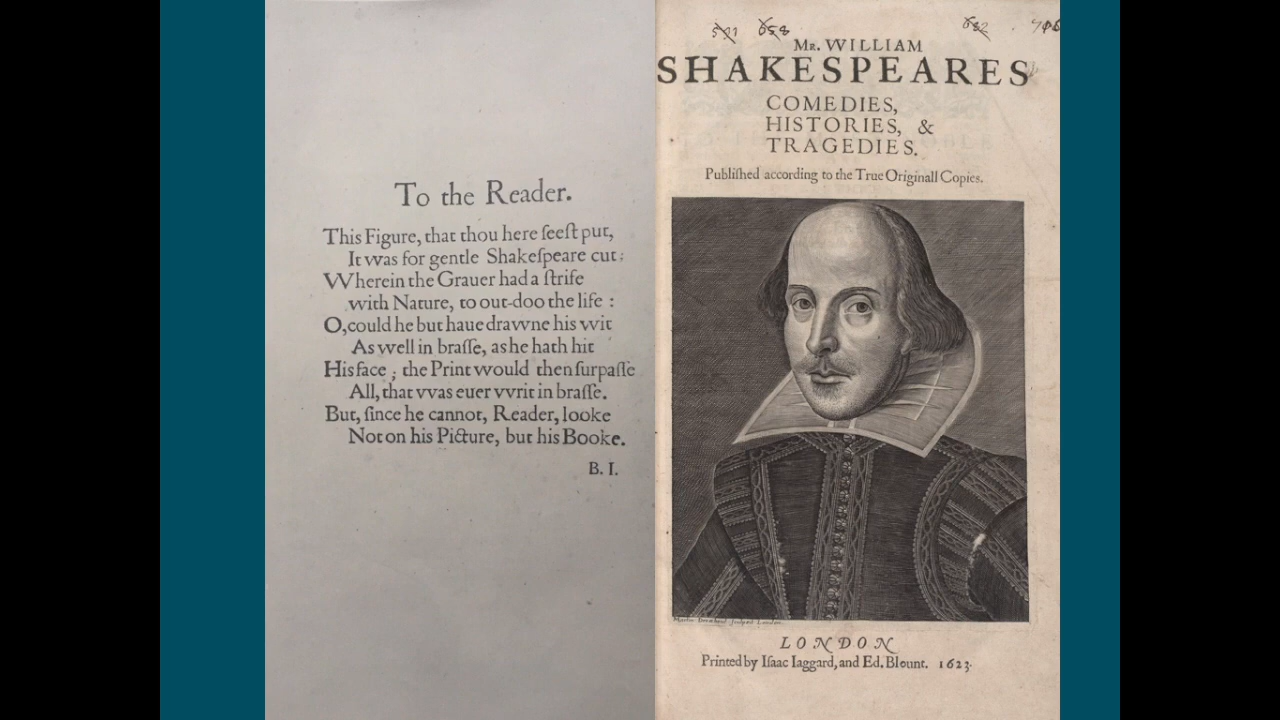 To the Reader.
This Figure, that thou here ſeeſt put,
It was for gentle Shakeſpeare cut:
Wherein the Grauer had a ſtrife
with Nature, to out-doo the life :
O, could he but haue dravvne his vvit
As well in braſſe, as he hath hit
His face ; the Print would then ſurpaſſe
All, that vvas euer vvrit in braſſe.
But, ſince he cannot, Reader, looke
Not on his Picture, but his Booke.
B. I.
Mr. WILLIAM
SHAKESPEARES
COMEDIES,
HISTORIES, &
TRAGEDIES.
Publiſhed according to the True Originall Copies.
LONDON
Printed by Iſaac Iaggard, and Ed. Blount. 1623.